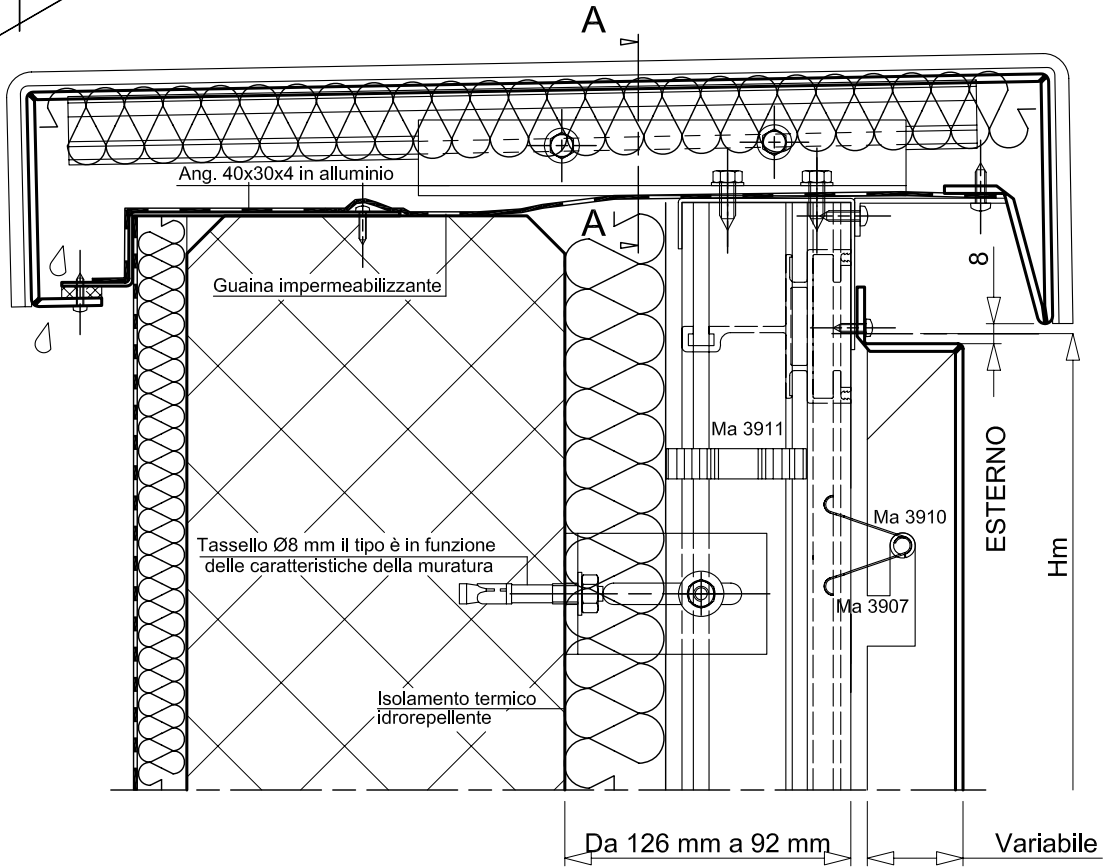 A
Ang. 40x30x4 in alluminio
A
Guaina impermeabilizzante
8
Ma 3911
ESTERNO
Ma 3910
Hm
Tassello Ø8 mm il tipo è in funzione
delle caratteristiche della muratura
Ma 3907
Isolamento termico
idrorepellente
Da 126 mm a 92 mm
Variabile